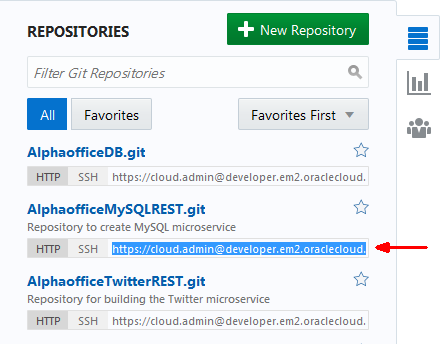 REPOSITORIES
New Repository
Filter Git Repositories
All
Favorites
Favorites First
AlphaofficeDB.git
HTTP SSH https://cloud.admin@developer.em2.oraclecloud.
AlphaofficeMySQLREST.git
Repository to create MySQL microservice
HTTP SSH https://cloud.admin@developer.em2.oraclecloud.
AlphaofficeTwitterREST.git
Repository for building the Twitter microservice
HTTP SSH https://cloud.admin@developer.em2.oraclecloud.